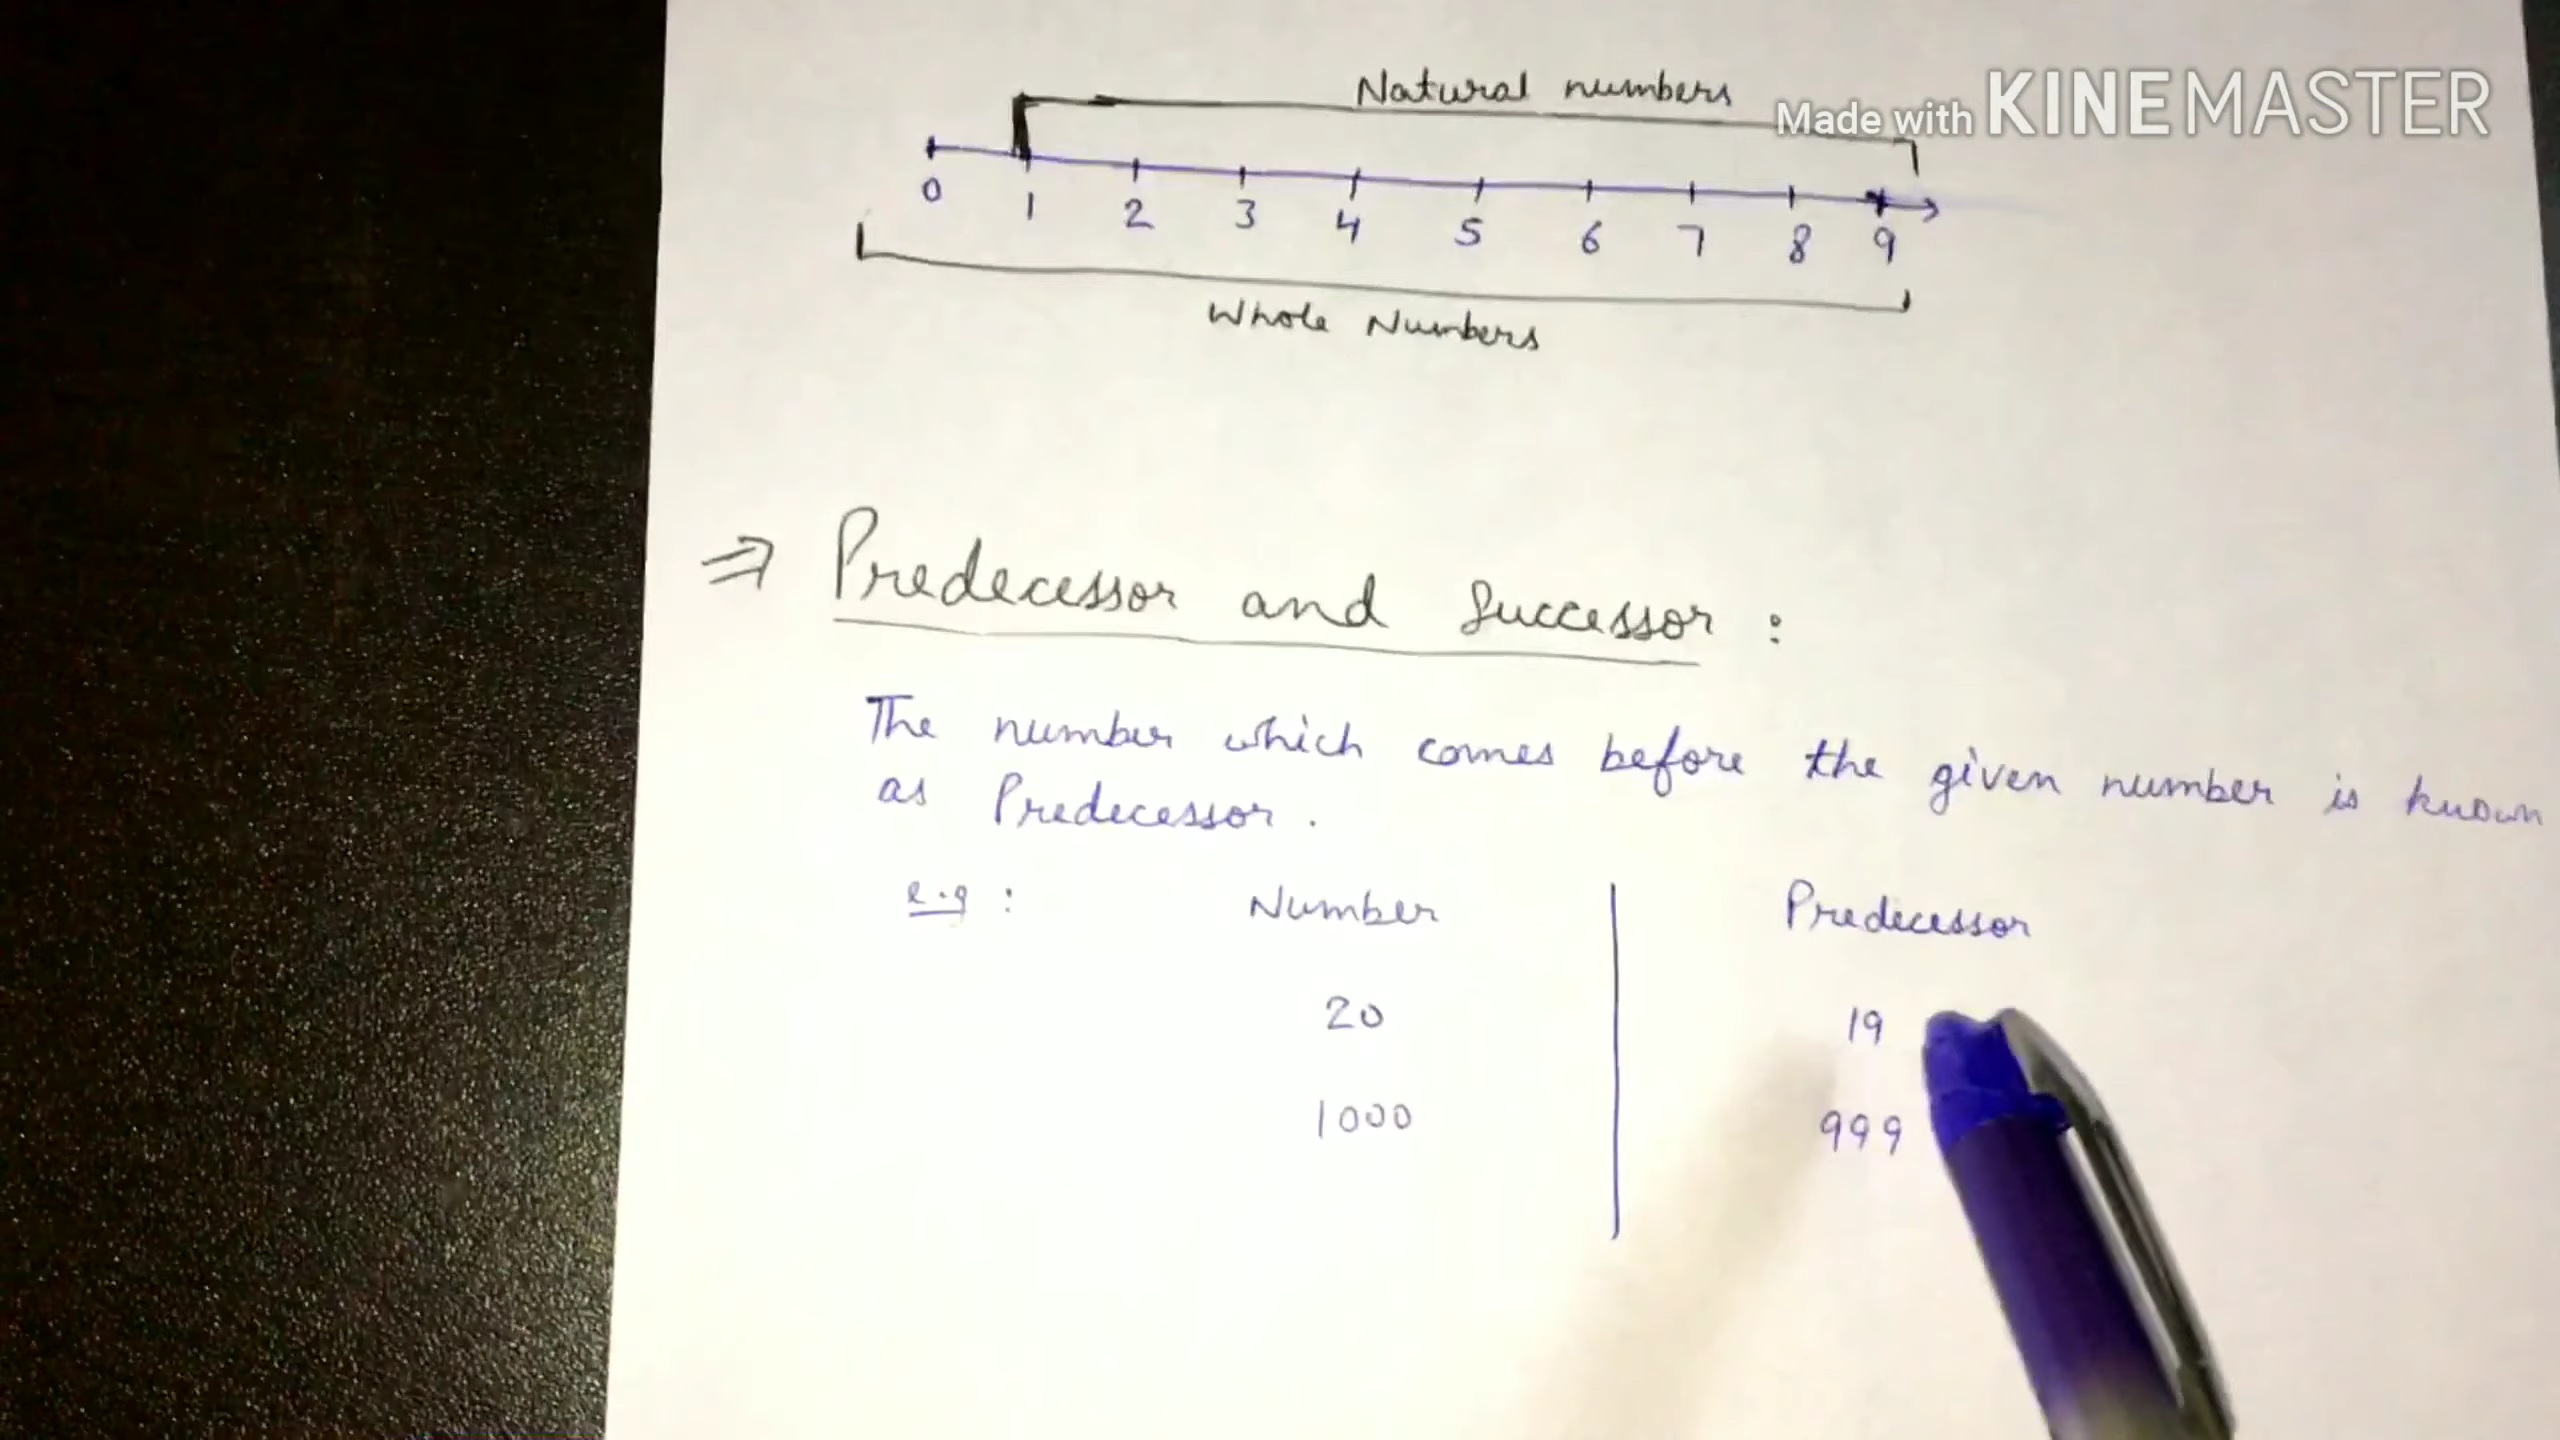 Natural numbers
Made with KINEMASTER
0 1 2 3 4 5 6 7 8 9
Whole Numbers
⇒ Predecessor and Successor :
The number which comes before the given number is known
as Predecessor .
e.g : Number Predecessor
20 19
1000 999